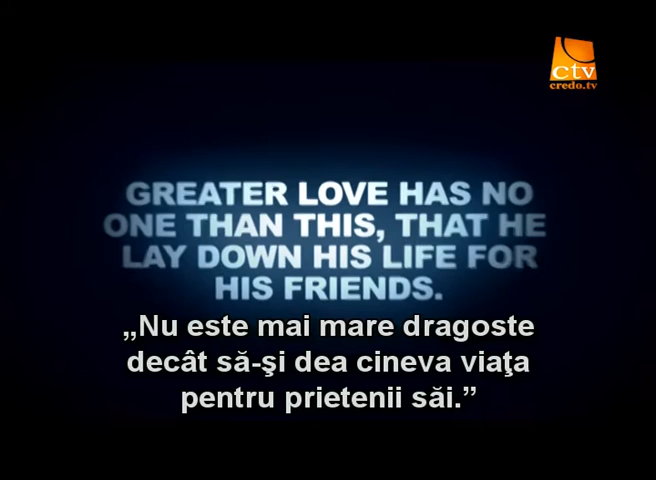 ctv
credo.tv
GREATER LOVE HAS NO
ONE THAN THIS, THAT HE
LAY DOWN HIS LIFE FOR
HIS FRIENDS.
„Nu este mai mare dragoste
decât să-şi dea cineva viaţa
pentru prietenii săi.”